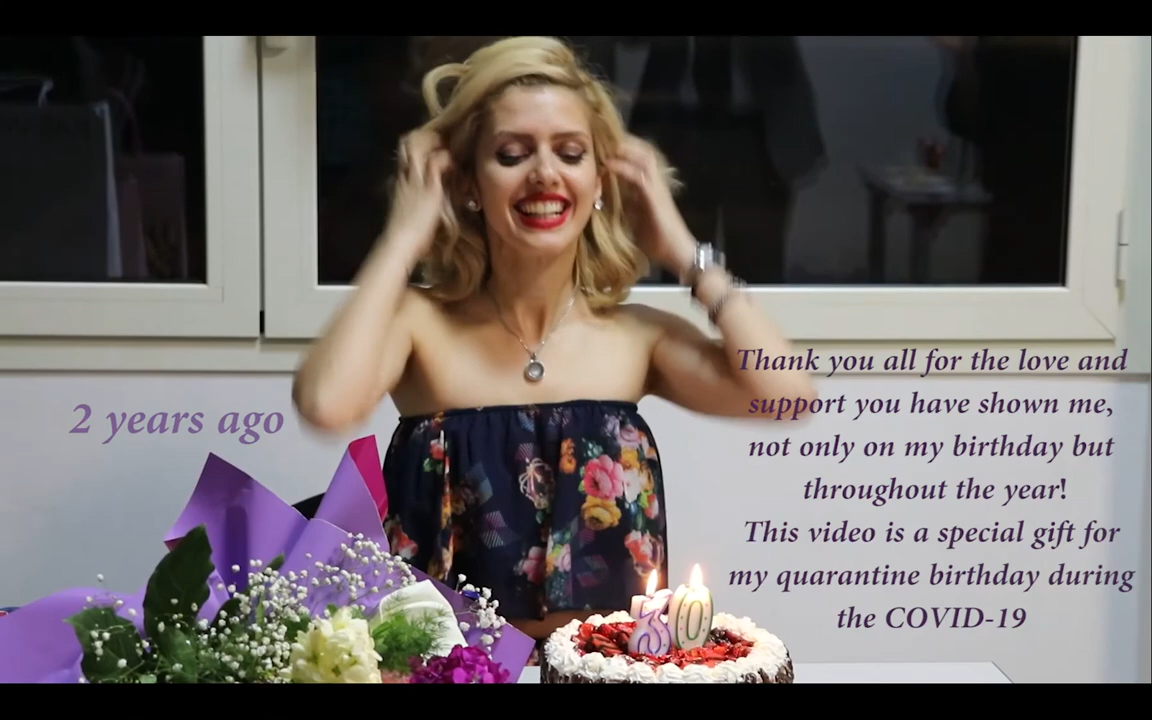 2 years ago
Thank you all for the love and
support you have shown me,
not only on my birthday but
throughout the year!
This video is a special gift for
my quarantine birthday during
the COVID-19
30